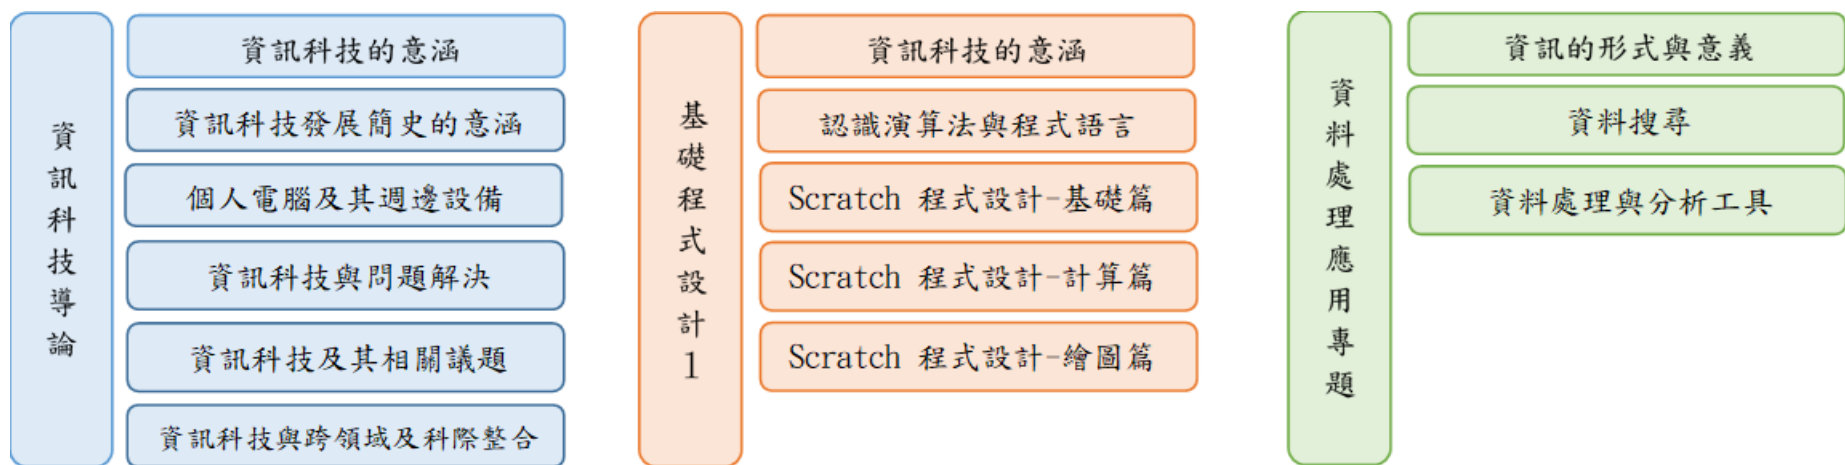 資訊科技導論
資訊科技的意涵
資訊科技發展簡史的意涵
個人電腦及其週邊設備
資訊科技與問題解決
資訊科技及其相關議題
資訊科技與跨領域及科際整合
基礎程式設計1
資訊科技的意涵
認識演算法與程式語言
Scratch 程式設計-基礎篇
Scratch 程式設計-計算篇
Scratch 程式設計-繪圖篇
資料處理應用專題
資訊的形式與意義
資料搜尋
資料處理與分析工具